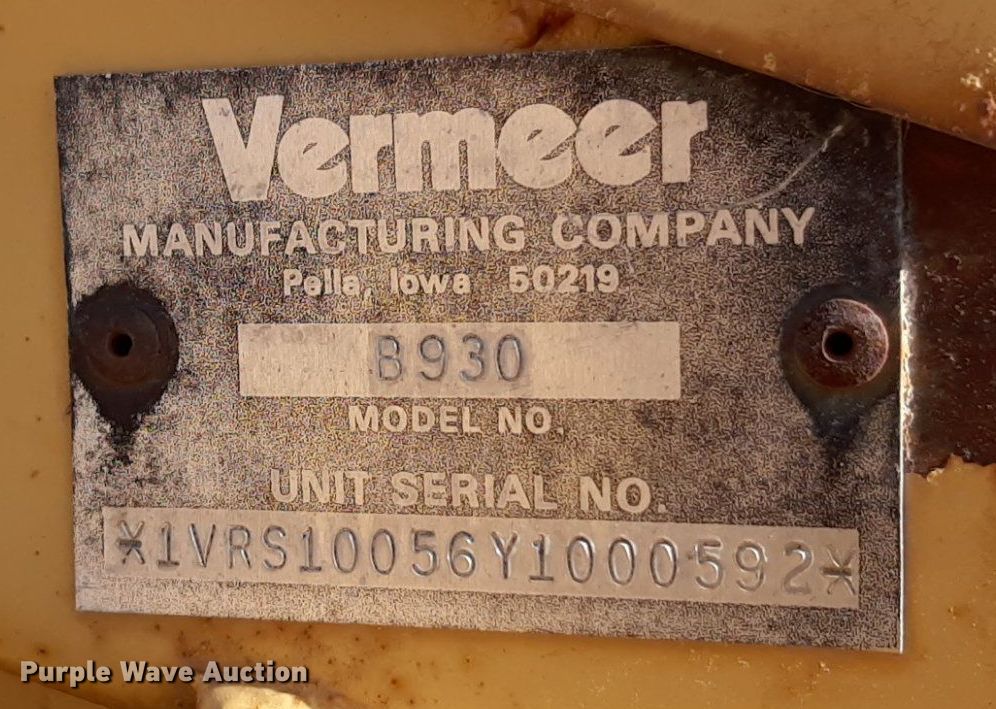 Vermeer
MANUFACTURING COMPANY
Pella, Iowa 50219
B930
MODEL NO.
UNIT SERIAL NO.
*1VRS10056Y1000592*
Purple Wave Auction